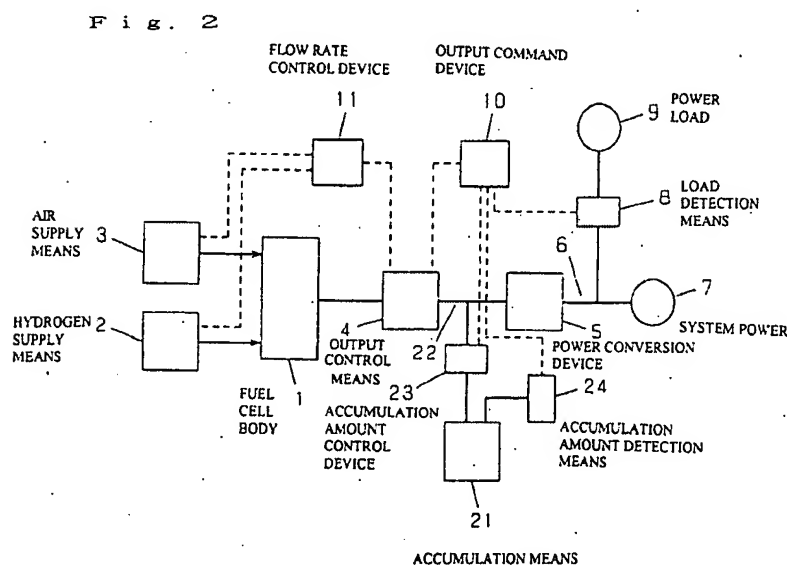 Fig. 2
FLOW RATE
CONTROL DEVICE
11
OUTPUT COMMAND
DEVICE
10
9
POWER
LOAD
8
LOAD
DETECTION
MEANS
AIR
SUPPLY
MEANS
3
6
7
SYSTEM POWER
HYDROGEN
SUPPLY
MEANS
2
1
FUEL
CELL
BODY
4
OUTPUT
CONTROL
MEANS
22
5
POWER CONVERSION
DEVICE
23
ACCUMULATION
AMOUNT
CONTROL
DEVICE
24
ACCUMULATION
AMOUNT DETECTION
MEANS
21
ACCUMULATION MEANS